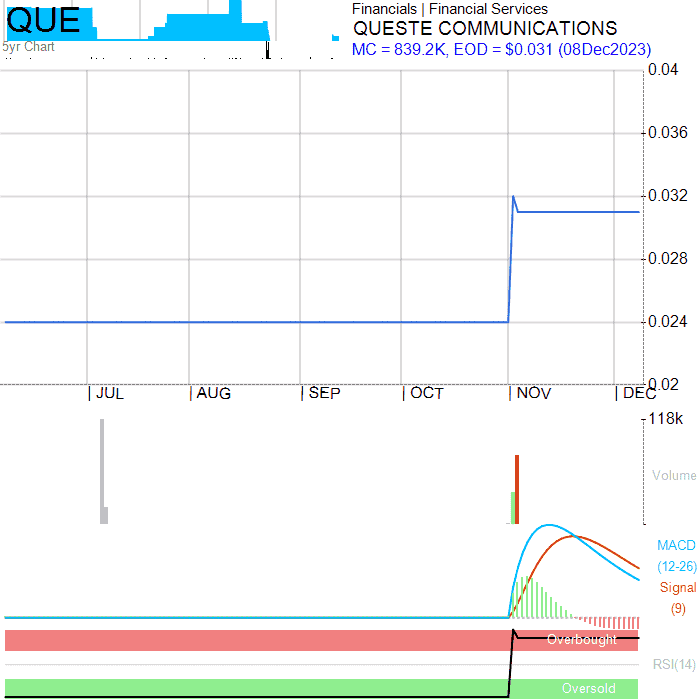 QUE
Financials | Financial Services
QUESTE COMMUNICATIONS
5yr Chart
MC = 839.2K, EOD = $0.031 (08Dec2023)
0.04
0.036
0.032
0.028
0.024
0.02
JUL
AUG
SEP
OCT
NOV
DEC
118k
Volume
MACD
(12-26)
Signal
(9)
Overbought
RSI(14)
Oversold